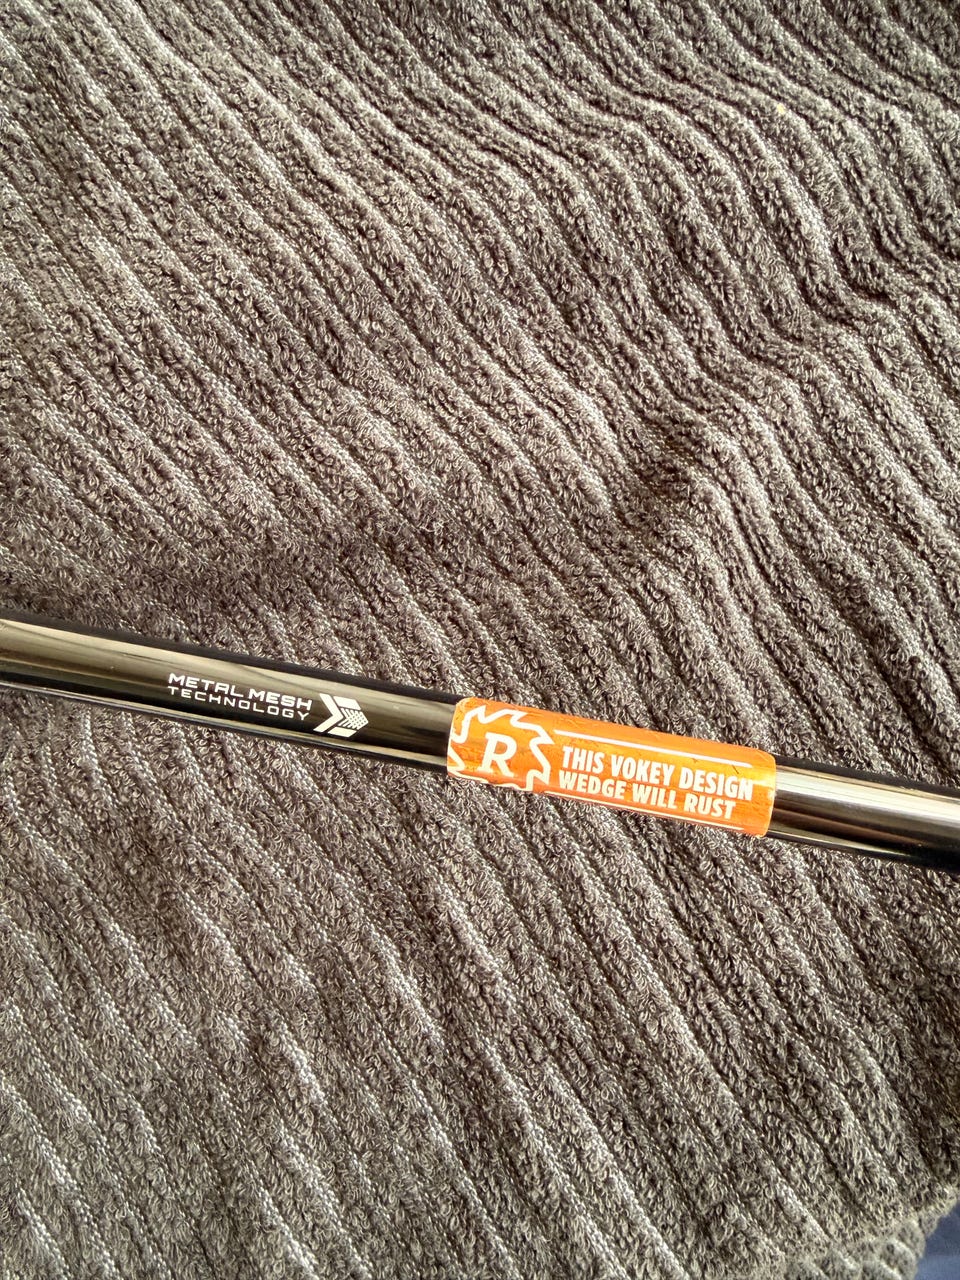 METAL MESH
TECHNOLOGY
R
THIS VOKEY DESIGN
WEDGE WILL RUST